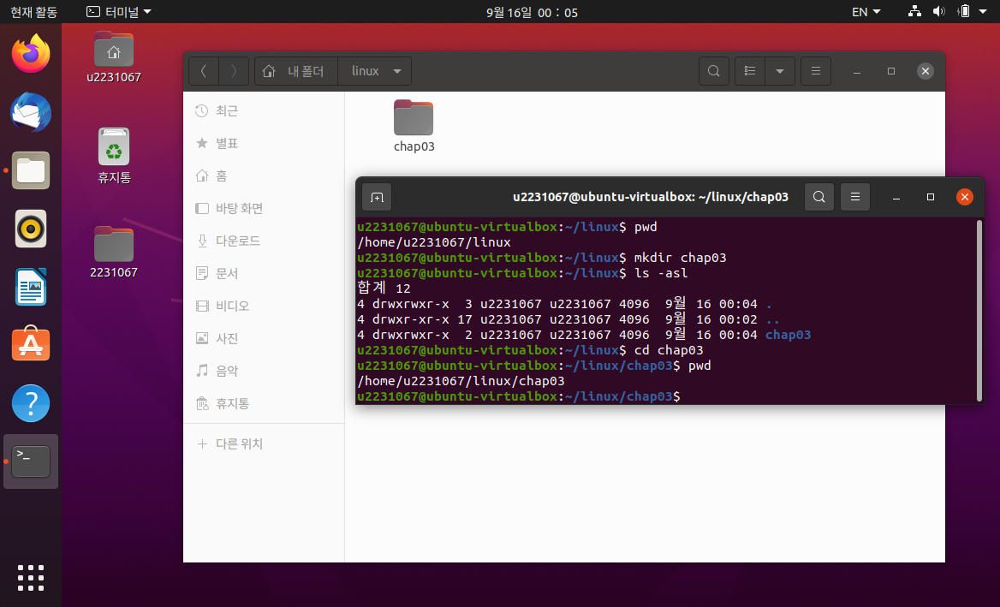 현재 활동 터미널 9월 16일 00 : 05 EN
u2231067
휴지통
2231067
내 폴더 linux
최근
별표
홈
바탕 화면
다운로드
문서
비디오
사진
음악
휴지통
+ 다른 위치
chap03
u2231067@ubuntu-virtualbox: ~/linux/chap03
u2231067@ubuntu-virtualbox:~/linux$ pwd
/home/u2231067/linux
u2231067@ubuntu-virtualbox:~/linux$ mkdir chap03
u2231067@ubuntu-virtualbox:~/linux$ ls -asl
합계 12
4 drwxrwxr-x  3 u2231067 u2231067 4096  9월 16 00:04 .
4 drwxr-xr-x 17 u2231067 u2231067 4096  9월 16 00:02 ..
4 drwxrwxr-x  2 u2231067 u2231067 4096  9월 16 00:04 chap03
u2231067@ubuntu-virtualbox:~/linux$ cd chap03
u2231067@ubuntu-virtualbox:~/linux/chap03$ pwd
/home/u2231067/linux/chap03
u2231067@ubuntu-virtualbox:~/linux/chap03$